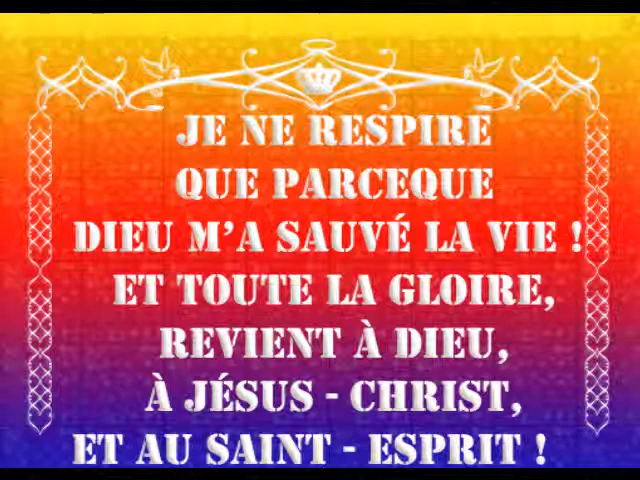 JE NE RESPIRE
QUE PARCEQUE
DIEU M'A SAUVÉ LA VIE !
ET TOUTE LA GLOIRE,
REVIENT À DIEU,
À JÉSUS - CHRIST,
ET AU SAINT - ESPRIT !